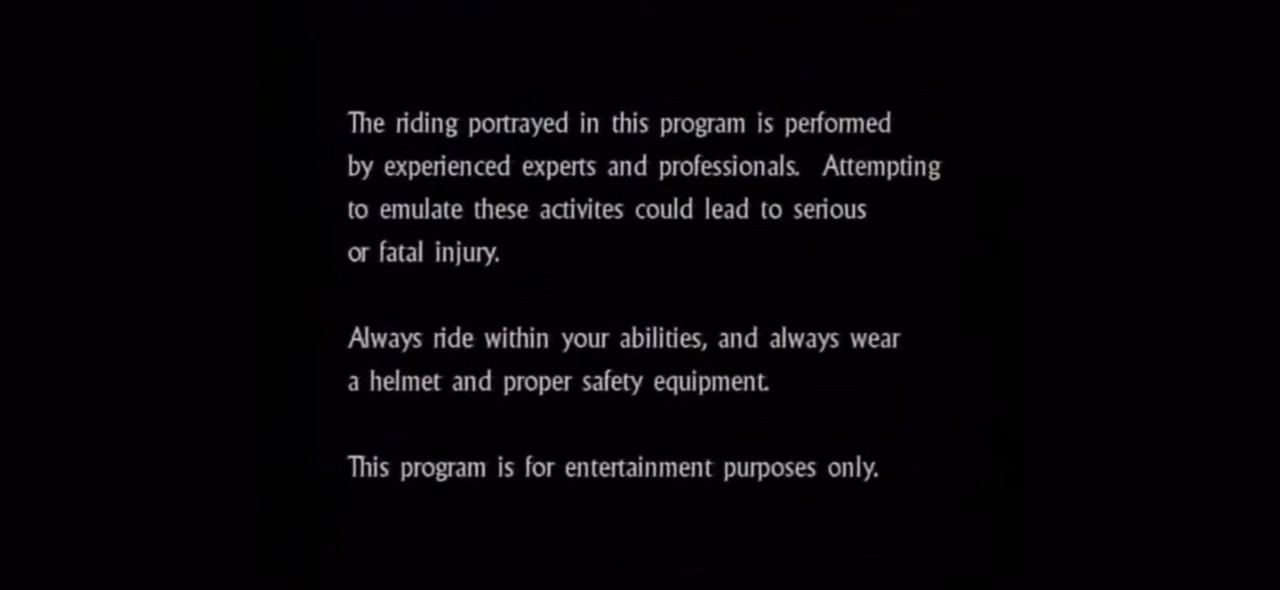 The riding portrayed in this program is performed
by experienced experts and professionals. Attempting
to emulate these activites could lead to serious
or fatal injury.
Always ride within your abilities, and always wear
a helmet and proper safety equipment.
This program is for entertainment purposes only.